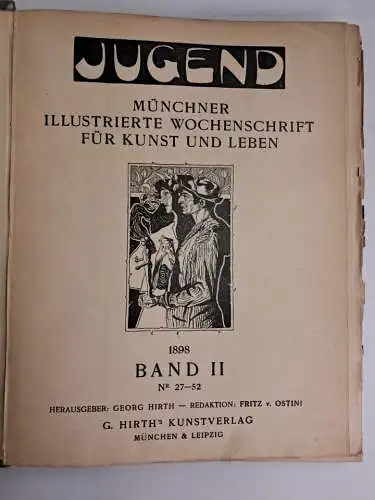 JUGEND
MÜNCHNER
ILLUSTRIERTE WOCHENSCHRIFT
FÜR KUNST UND LEBEN
1898
BAND II
Nr. 27—52
HERAUSGEBER: GEORG HIRTH — REDAKTION: FRITZ v. OSTINI
G. HIRTH's KUNSTVERLAG
MÜNCHEN & LEIPZIG